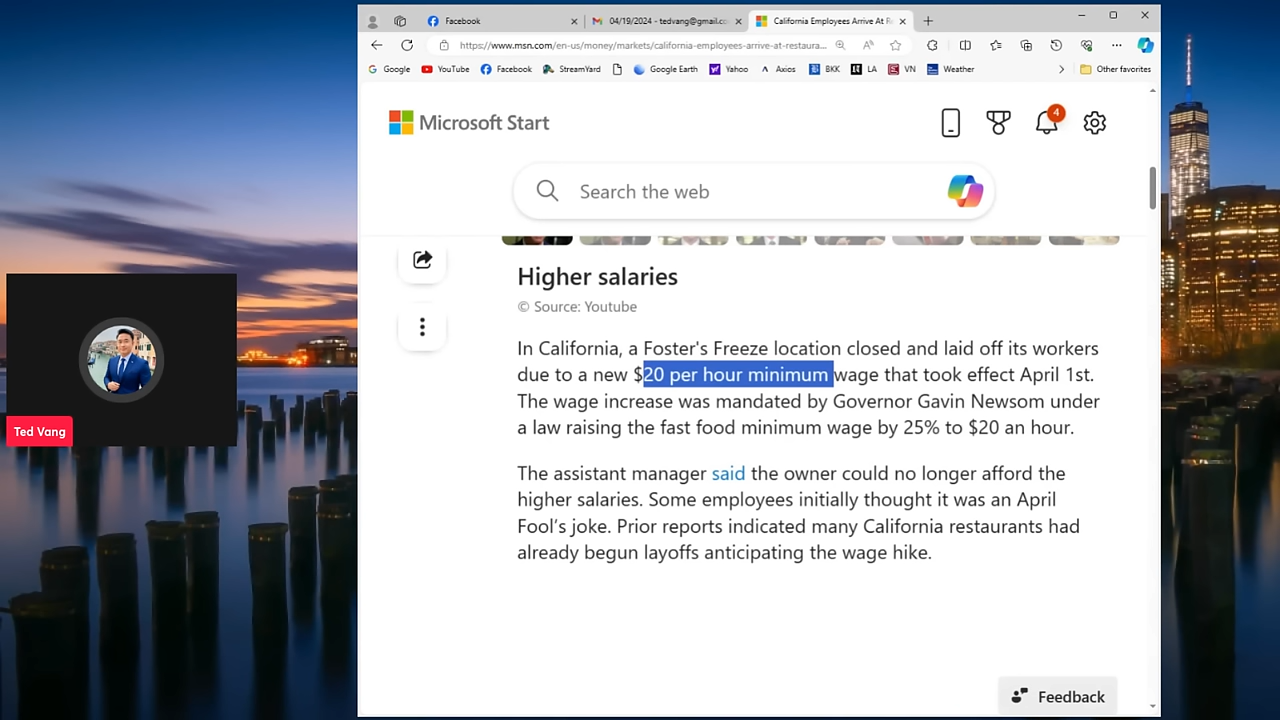 Facebook
04/19/2024 - tedvang@gmail.co
California Employees Arrive At Re
https://www.msn.com/en-us/money/markets/california-employees-arrive-at-restaura...
Google YouTube Facebook StreamYard Google Earth Yahoo Axios BKK LA VN Weather Other favorites
Microsoft Start
4
Search the web
Higher salaries
© Source: Youtube
In California, a Foster's Freeze location closed and laid off its workers
due to a new $20 per hour minimum wage that took effect April 1st.
The wage increase was mandated by Governor Gavin Newsom under
a law raising the fast food minimum wage by 25% to $20 an hour.
The assistant manager said the owner could no longer afford the
higher salaries. Some employees initially thought it was an April
Fool’s joke. Prior reports indicated many California restaurants had
already begun layoffs anticipating the wage hike.
Feedback
Ted Vang